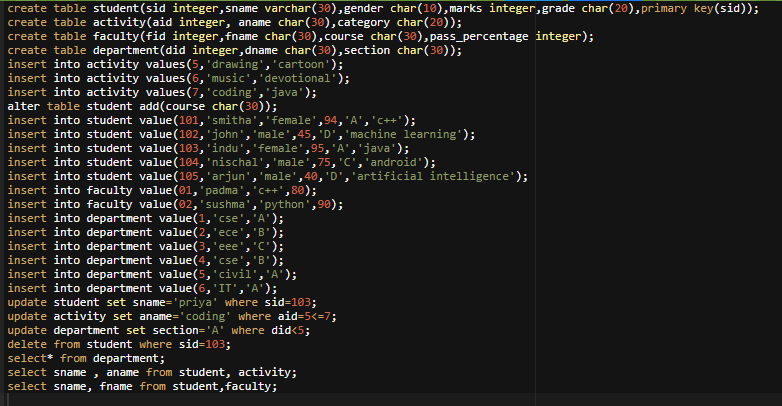 create table student(sid integer,sname varchar(30),gender char(10),marks integer,grade char(20),primary key(sid));
create table activity(aid integer, aname char(30),category char(20));
create table faculty(fid integer,fname char(30),course char(30),pass_percentage integer);
create table department(did integer,dname char(30),section char(30));
insert into activity values(5,'drawing','cartoon');
insert into activity values(6,'music','devotional');
insert into activity values(7,'coding','java');
alter table student add(course char(30));
insert into student value(101,'smitha','female',94,'A','c++');
insert into student value(102,'john','male',45,'D','machine learning');
insert into student value(103,'indu','female',95,'A','java');
insert into student value(104,'nischal','male',75,'C','android');
insert into student value(105,'arjun','male',40,'D','artificial intelligence');
insert into faculty value(01,'padma','c++',80);
insert into faculty value(02,'sushma','python',90);
insert into department value(1,'cse','A');
insert into department value(2,'ece','B');
insert into department value(3,'eee','C');
insert into department value(4,'cse','B');
insert into department value(5,'civil','A');
insert into department value(6,'IT','A');
update student set sname='priya' where sid=103;
update activity set aname='coding' where aid=5<=7;
update department set section='A' where did<5;
delete from student where sid=103;
select* from department;
select sname , aname from student, activity;
select sname, fname from student,faculty;